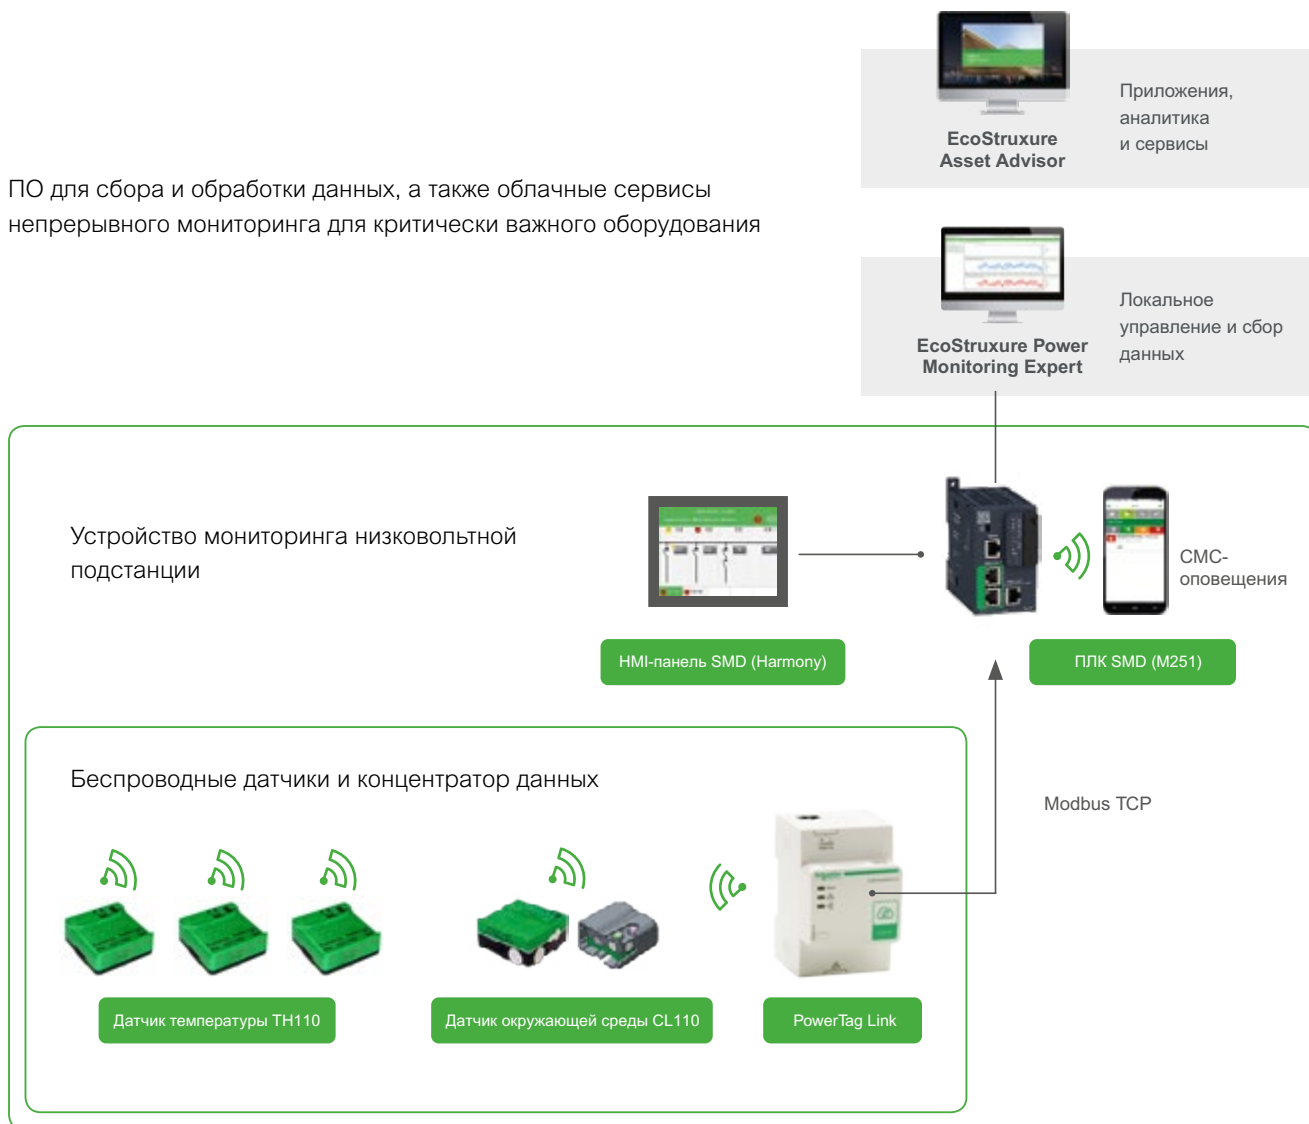 EcoStruxure
Asset Advisor
Приложения,
аналитика
и сервисы
ПО для сбора и обработки данных, а также облачные сервисы
непрерывного мониторинга для критически важного оборудования
EcoStruxure Power
Monitoring Expert
Локальное
управление и сбор
данных
Устройство мониторинга низковольтной
подстанции
СМС-
оповещения
HMI-панель SMD (Harmony)
ПЛК SMD (M251)
Беспроводные датчики и концентратор данных
Modbus TCP
Датчик температуры TH110
Датчик окружающей среды CL110
PowerTag Link